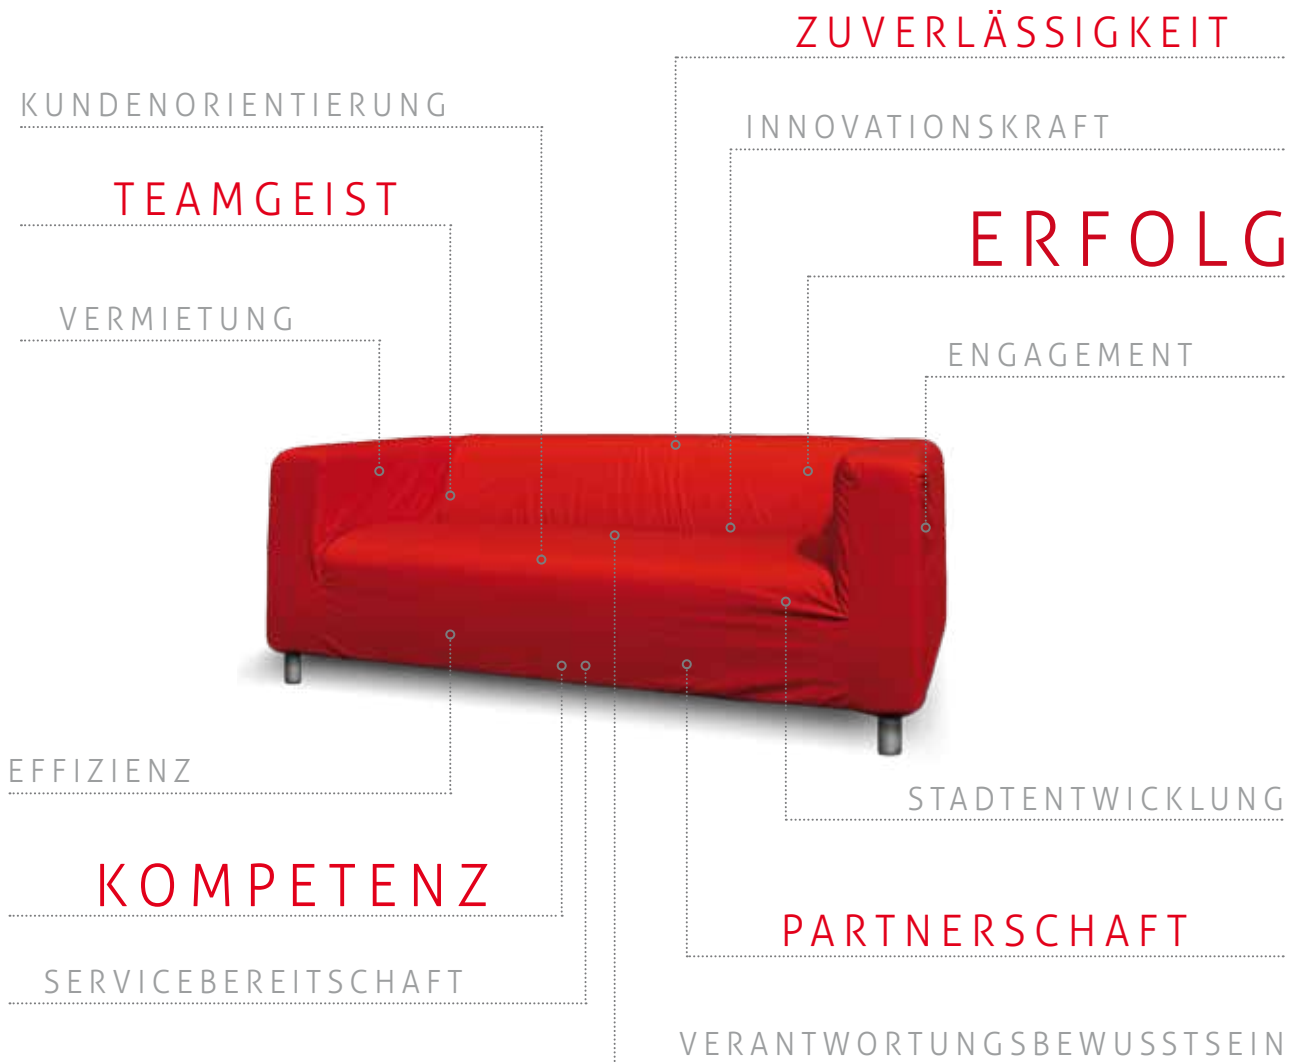 ZUVERLÄSSIGKEIT
KUNDENORIENTIERUNG
INNOVATIONSKRAFT
TEAMGEIST
ERFOLG
VERMIETUNG
ENGAGEMENT
EFFIZIENZ
STADTENTWICKLUNG
KOMPETENZ
PARTNERSCHAFT
SERVICEBEREITSCHAFT
VERANTWORTUNGSBEWUSSTSEIN